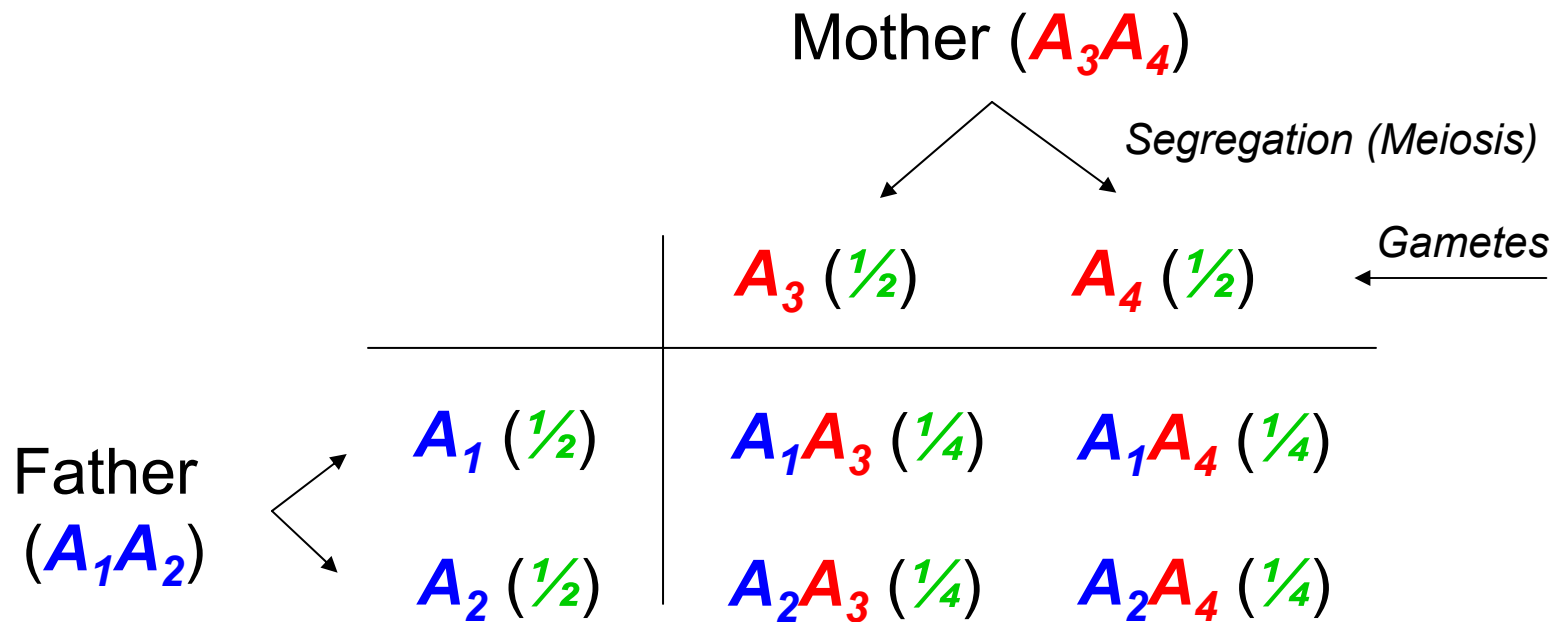 Mother (A₃A₄)
Segregation (Meiosis)
Gametes
A₃ (½) A₄ (½)
A₁ (½) A₁A₃ (¼) A₁A₄ (¼)
Father
(A₁A₂)
A₂ (½) A₂A₃ (¼) A₂A₄ (¼)